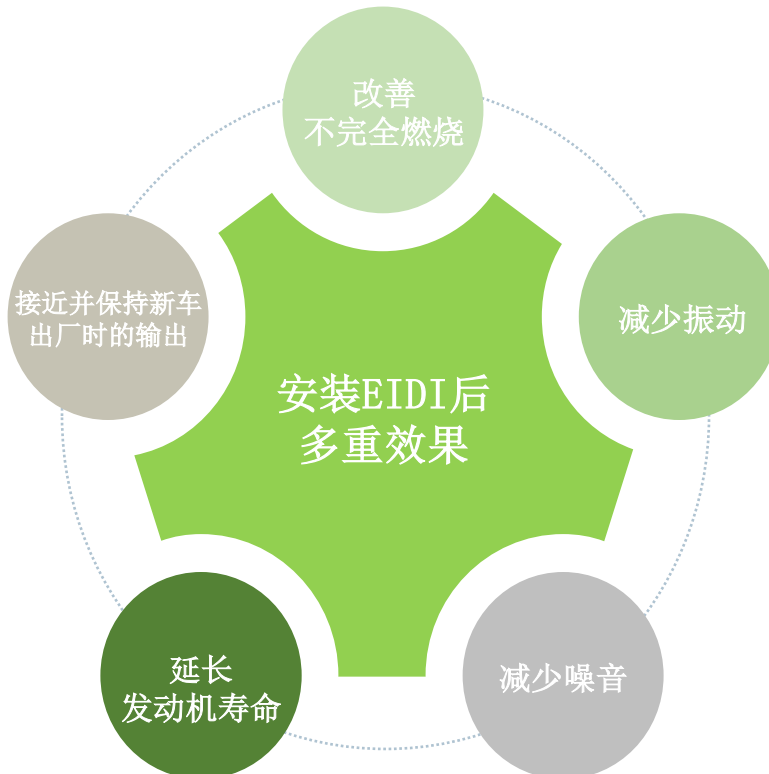 改善
不完全燃烧
接近并保持新车
出厂时的输出
减少振动
安装EIDI后
多重效果
延长
发动机寿命
减少噪音